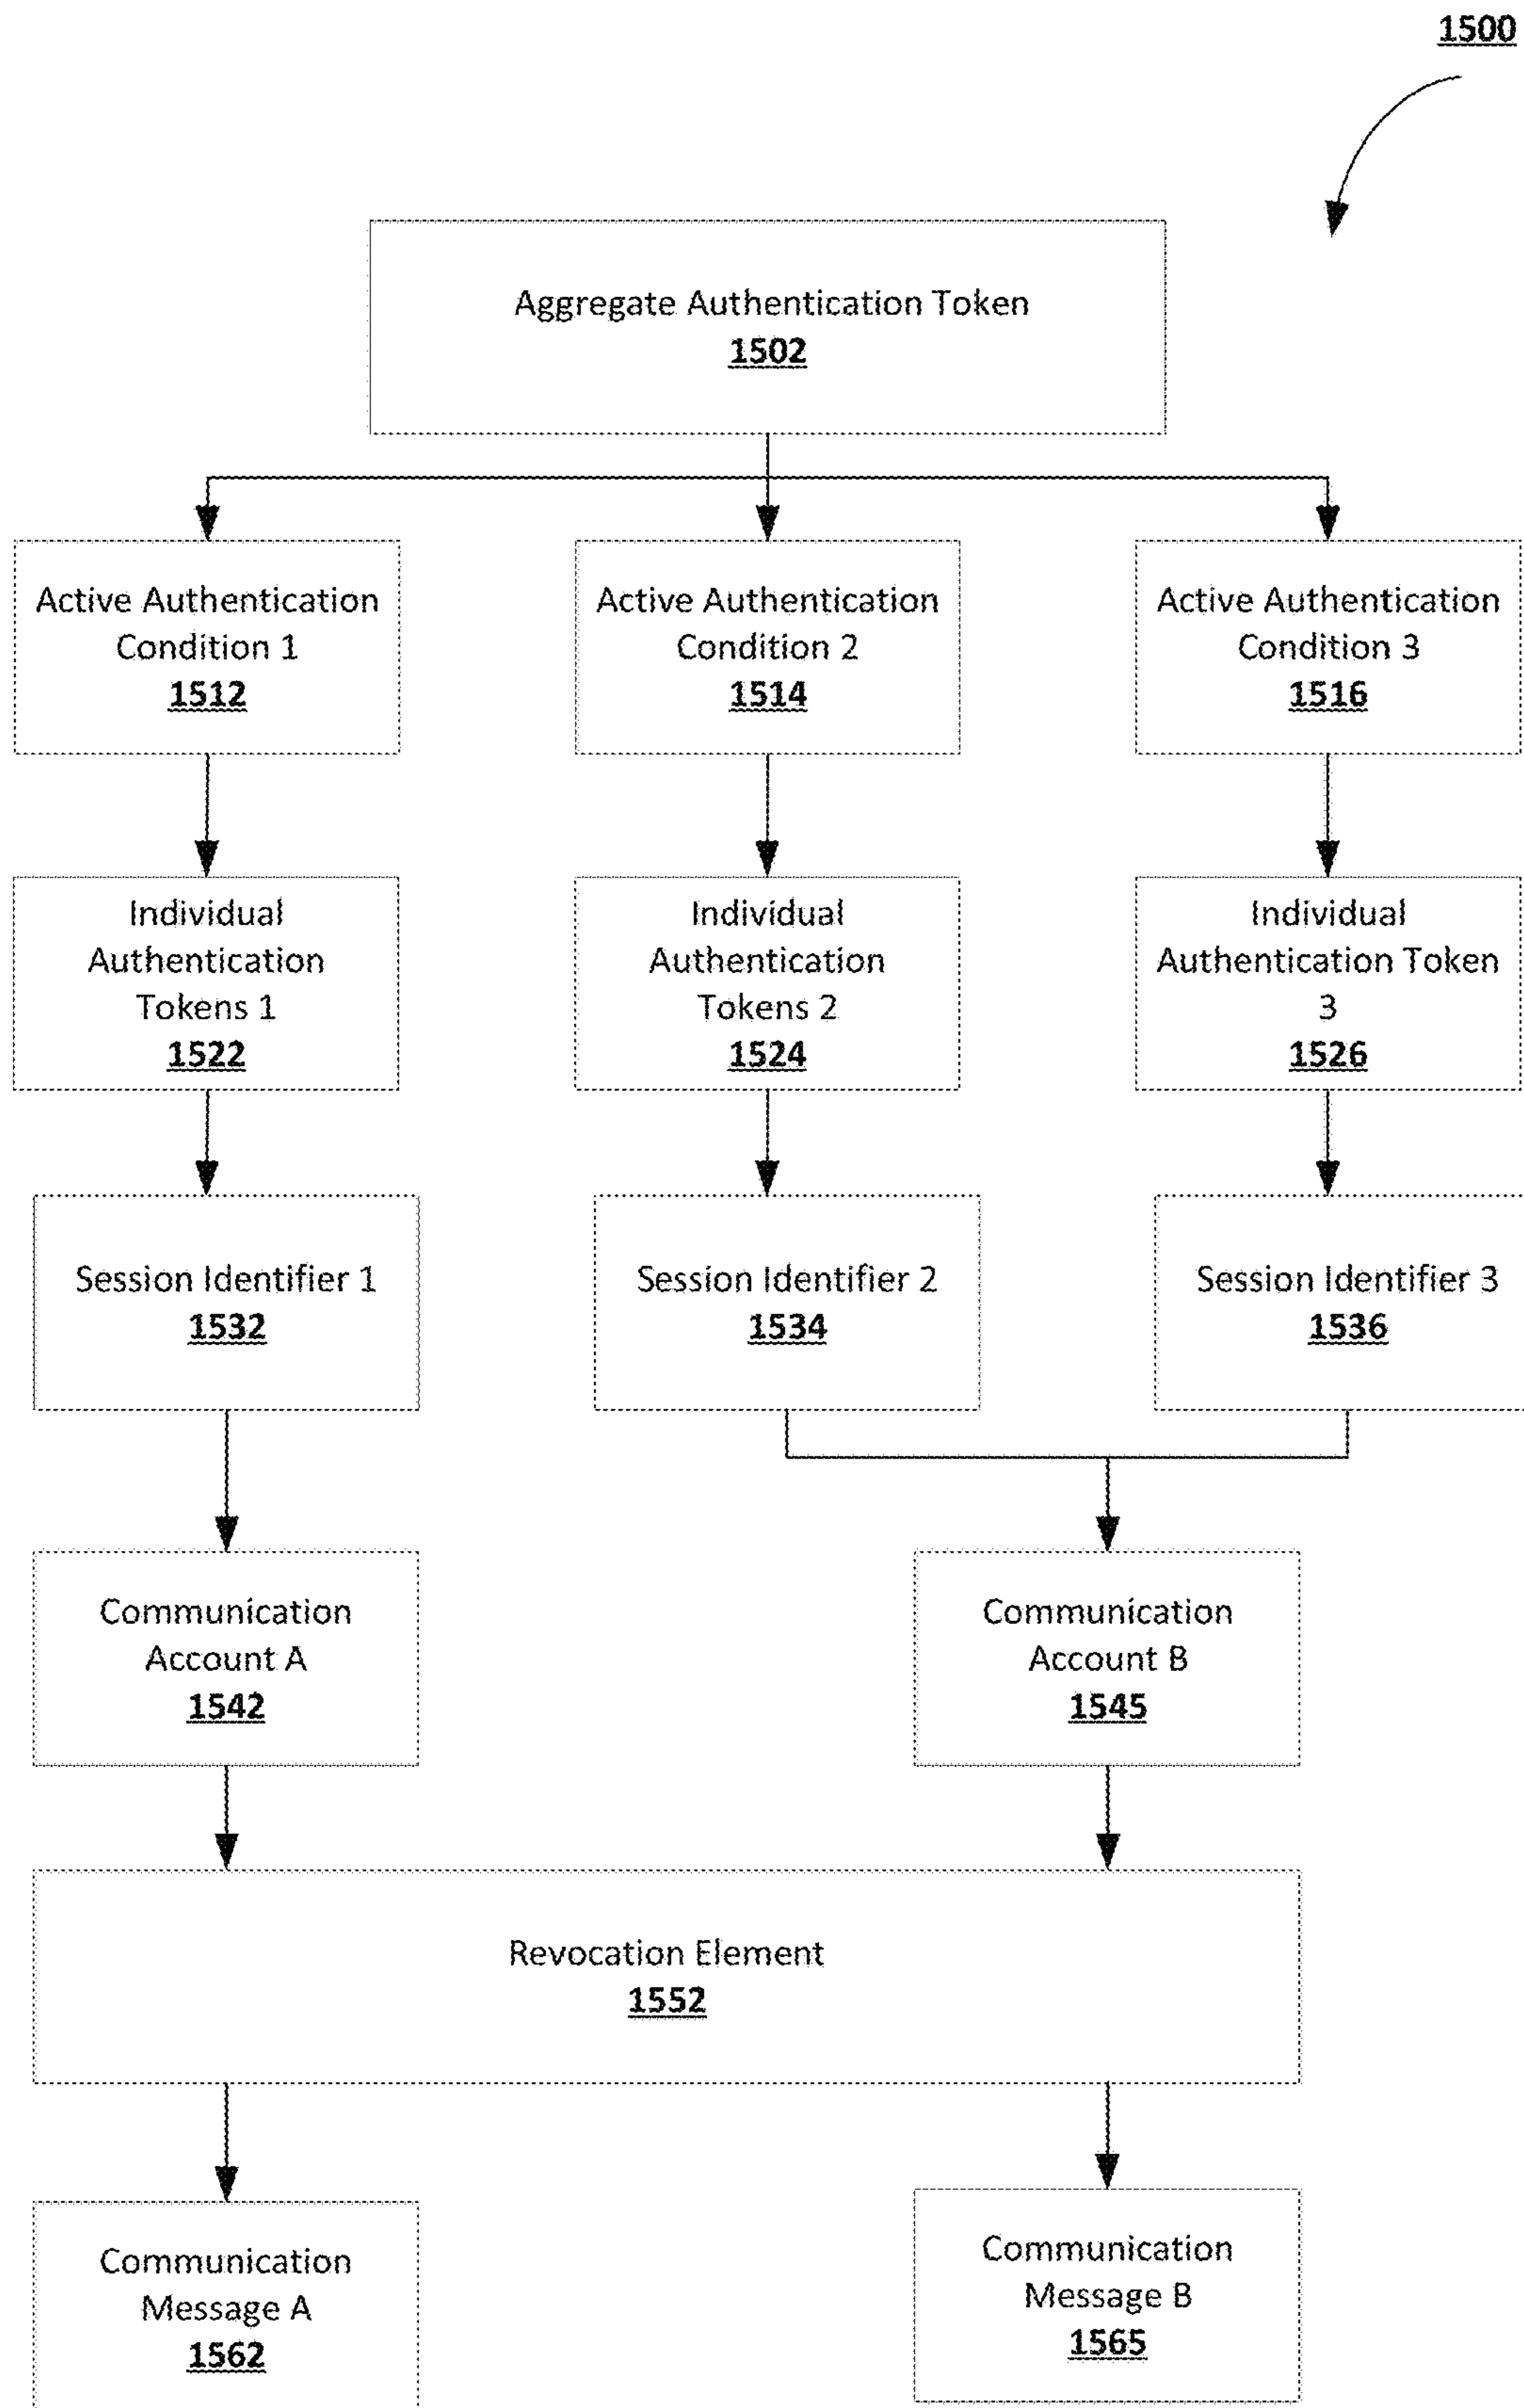 1500
Aggregate Authentication Token
1502
Active Authentication
Condition 1
1512
Active Authentication
Condition 2
1514
Active Authentication
Condition 3
1516
Individual
Authentication
Tokens 1
1522
Individual
Authentication
Tokens 2
1524
Individual
Authentication Token
3
1526
Session Identifier 1
1532
Session Identifier 2
1534
Session Identifier 3
1536
Communication
Account A
1542
Communication
Account B
1545
Revocation Element
1552
Communication
Message A
1562
Communication
Message B
1565